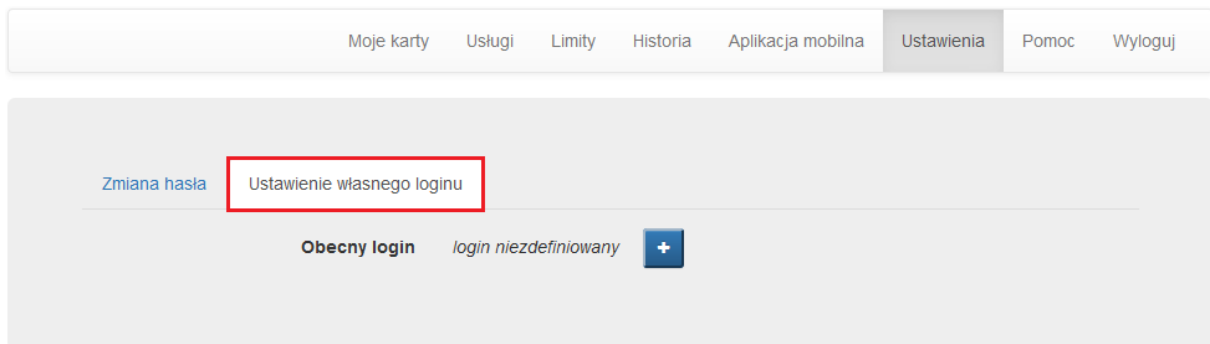 Moje karty Usługi Limity Historia Aplikacja mobilna Ustawienia Pomoc Wyloguj
Zmiana hasła Ustawienie własnego loginu
Obecny login login niezdefiniowany +